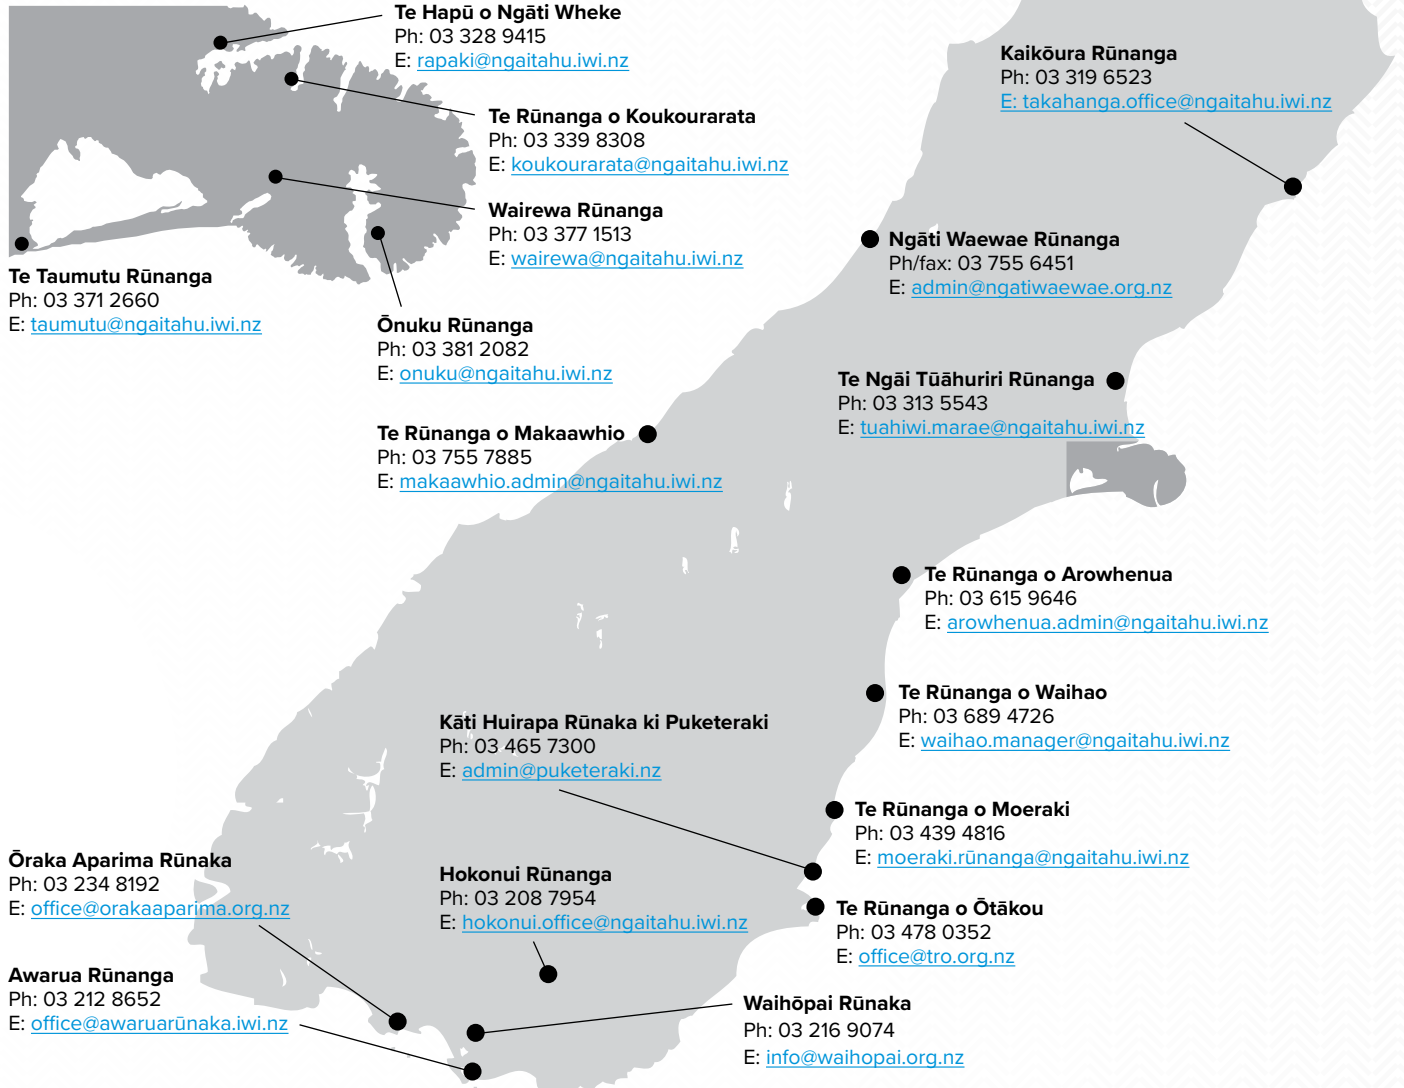 Te Hapū o Ngāti Wheke
Ph: 03 328 9415
E: rapaki@ngaitahu.iwi.nz
Te Rūnanga o Koukourarata
Ph: 03 339 8308
E: koukourarata@ngaitahu.iwi.nz
Wairewa Rūnanga
Ph: 03 377 1513
E: wairewa@ngaitahu.iwi.nz
Te Taumutu Rūnanga
Ph: 03 371 2660
E: taumutu@ngaitahu.iwi.nz
Ōnuku Rūnanga
Ph: 03 381 2082
E: onuku@ngaitahu.iwi.nz
Kaikōura Rūnanga
Ph: 03 319 6523
E: takahanga.office@ngaitahu.iwi.nz
Ngāti Waewae Rūnanga
Ph/fax: 03 755 6451
E: admin@ngatiwaewae.org.nz
Te Ngāi Tūāhuriri Rūnanga
Ph: 03 313 5543
E: tuahiwi.marae@ngaitahu.iwi.nz
Te Rūnanga o Makaawhio
Ph: 03 755 7885
E: makaawhio.admin@ngaitahu.iwi.nz
Te Rūnanga o Arowhenua
Ph: 03 615 9646
E: arowhenua.admin@ngaitahu.iwi.nz
Te Rūnanga o Waihao
Ph: 03 689 4726
E: waihao.manager@ngaitahu.iwi.nz
Kāti Huirapa Rūnaka ki Puketeraki
Ph: 03 465 7300
E: admin@puketeraki.nz
Te Rūnanga o Moeraki
Ph: 03 439 4816
E: moeraki.rūnanga@ngaitahu.iwi.nz
Ōraka Aparima Rūnaka
Ph: 03 234 8192
E: office@orakaaparima.org.nz
Hokonui Rūnanga
Ph: 03 208 7954
E: hokonui.office@ngaitahu.iwi.nz
Te Rūnanga o Ōtākou
Ph: 03 478 0352
E: office@tro.org.nz
Awarua Rūnanga
Ph: 03 212 8652
E: office@awaruarūnaka.iwi.nz
Waihōpai Rūnaka
Ph: 03 216 9074
E: info@waihopai.org.nz